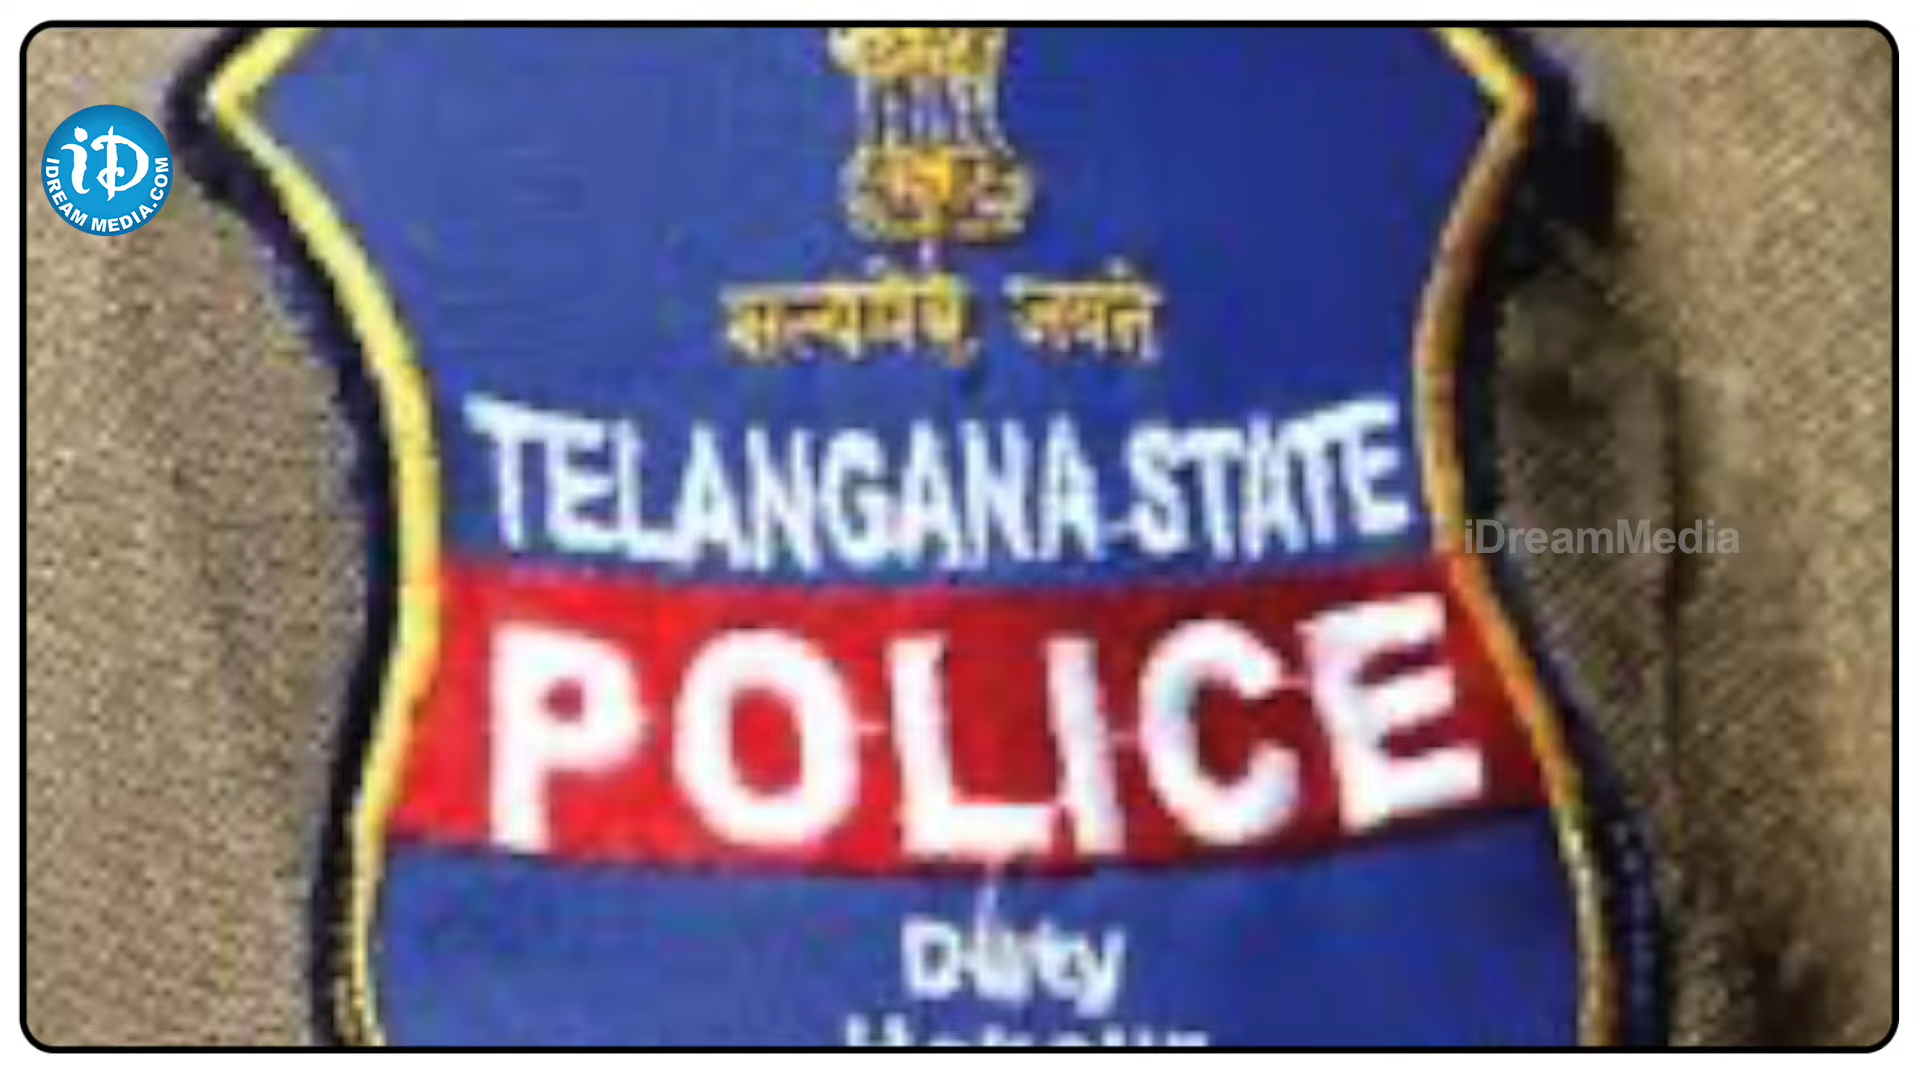 iD
IDREAM MEDIA.COM
सत्यमेव जयते
TELANGANA STATE
iDreamMedia
POLICE
Duty